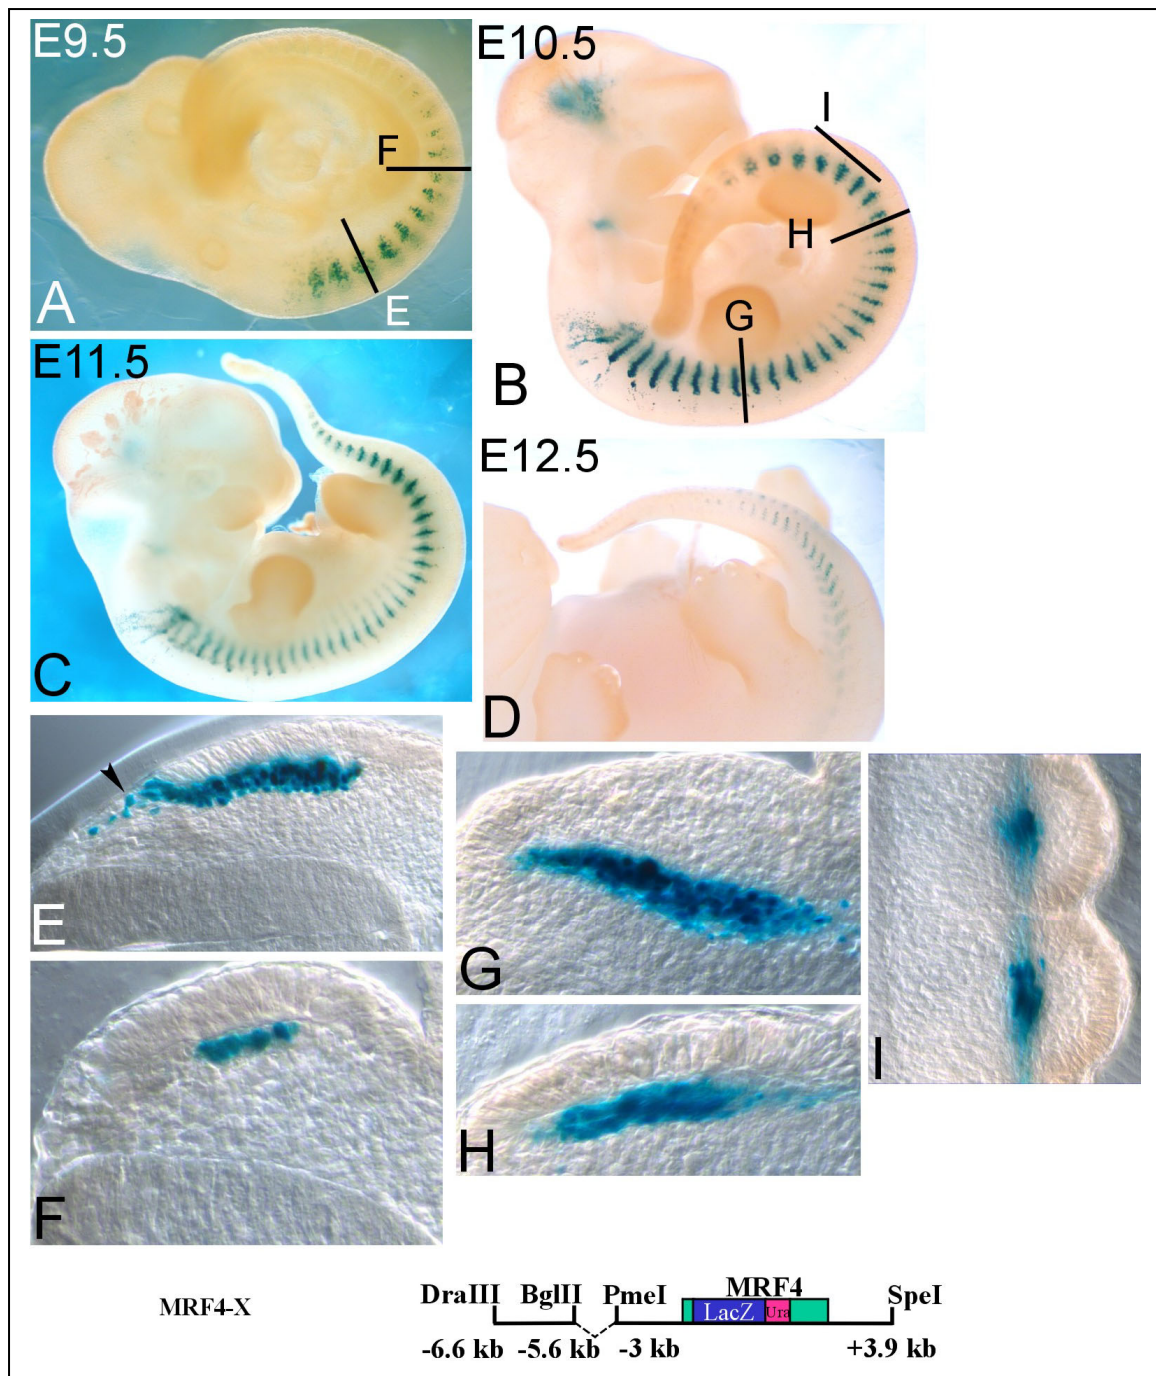 E9.5
F
E
A
E10.5
I
H
G
B
E11.5
C
E12.5
D
E
F
G
H
I
MRF4-X
DraIII BglII PmeI MRF4 SpeI
LacZ Ura
-6.6 kb -5.6 kb -3 kb +3.9 kb